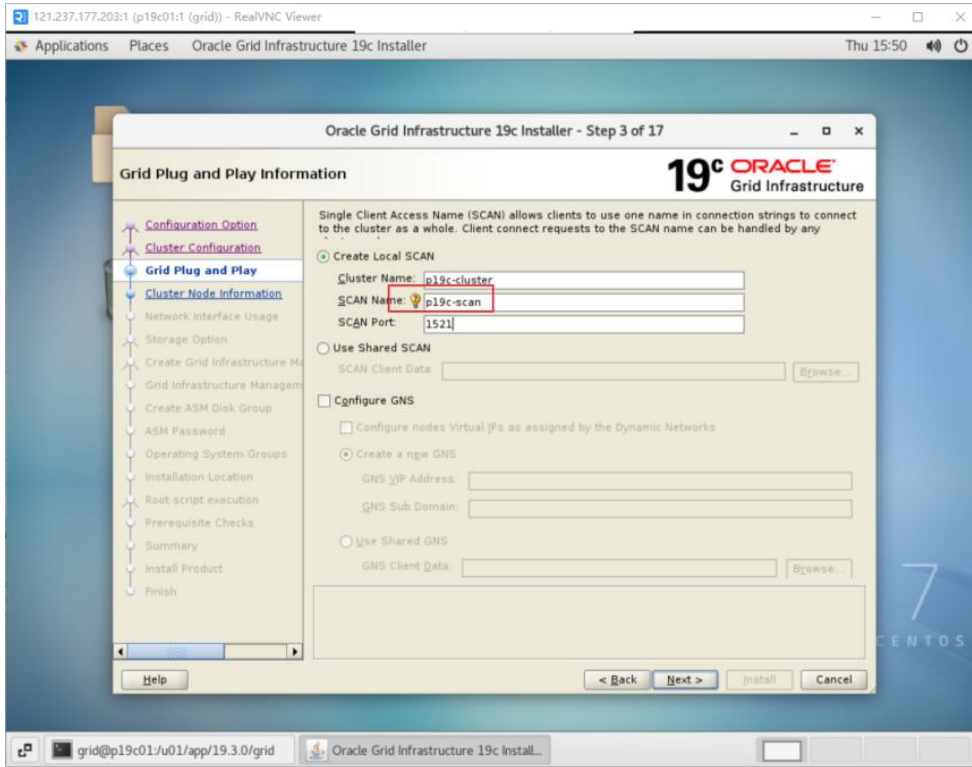 121.237.177.203:1 (p19c01:1 (grid)) - RealVNC Viewer
Applications Places Oracle Grid Infrastructure 19c Installer Thu 15:50
Oracle Grid Infrastructure 19c Installer - Step 3 of 17
Grid Plug and Play Information
19c ORACLE
Grid Infrastructure
Configuration Option
Cluster Configuration
Grid Plug and Play
Cluster Node Information
Network Interface Usage
Storage Option
Create Grid Infrastructure Ma
Grid Infrastructure Managem
Create ASM Disk Group
ASM Password
Operating System Groups
Installation Location
Root script execution
Prerequisite Checks
Summary
Install Product
Finish
Single Client Access Name (SCAN) allows clients to use one name in connection strings to connect
to the cluster as a whole. Client connect requests to the SCAN name can be handled by any
Create Local SCAN
Cluster Name: p19c-cluster
SCAN Name: p19c-scan
SCAN Port: 1521
Use Shared SCAN
SCAN Client Data: Browse...
Configure GNS
Configure nodes Virtual IPs as assigned by the Dynamic Networks
Create a new GNS
GNS VIP Address:
GNS Sub Domain:
Use Shared GNS
GNS Client Data: Browse...
Help < Back Next > Install Cancel
7
CENTOS
grid@p19c01:/u01/app/19.3.0/grid Oracle Grid Infrastructure 19c Install...